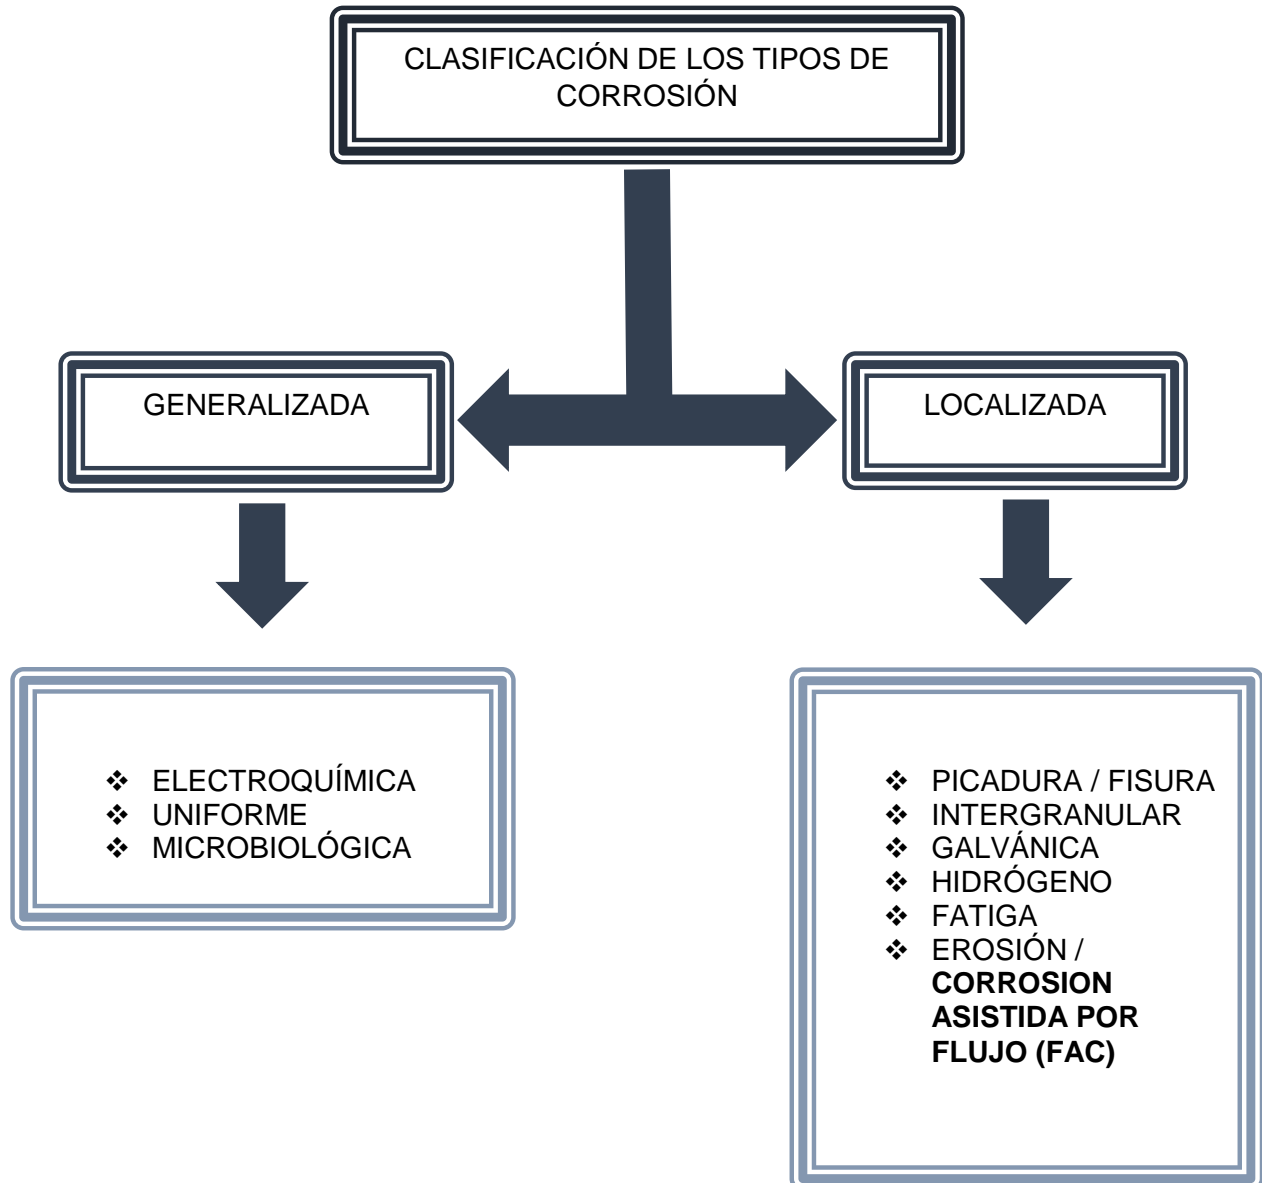 CLASIFICACIÓN DE LOS TIPOS DE
CORROSIÓN
GENERALIZADA
LOCALIZADA
❖ ELECTROQUÍMICA
❖ UNIFORME
❖ MICROBIOLÓGICA
❖ PICADURA / FISURA
❖ INTERGRANULAR
❖ GALVÁNICA
❖ HIDRÓGENO
❖ FATIGA
❖ EROSIÓN /
CORROSION
ASISTIDA POR
FLUJO (FAC)